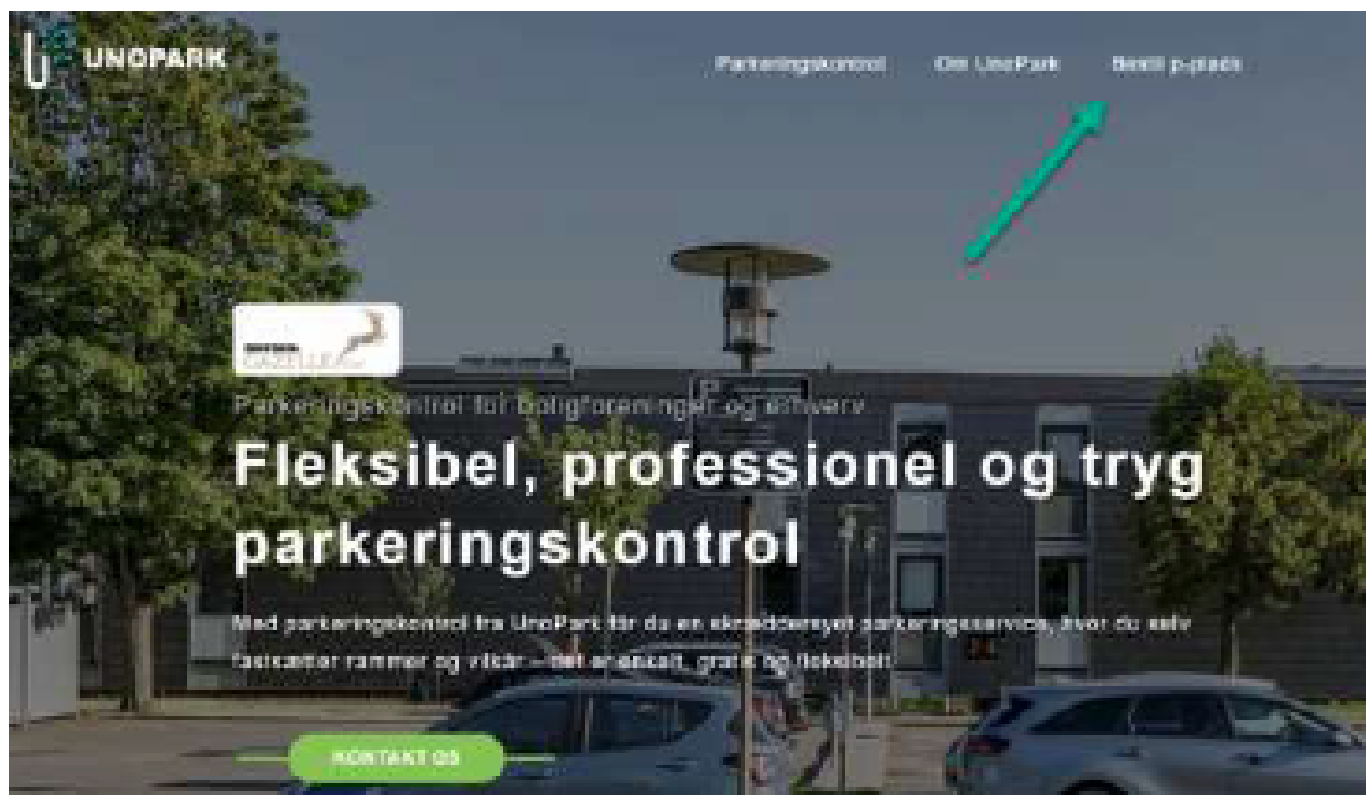 UNOPARK
Parkeringskontrol Om UnoPark Bestil p-plads
GAZELLE
Parkeringskontrol for boligforeninger og erhverv
Fleksibel, professionel og tryg
parkeringskontrol
Med parkeringskontrol fra UnoPark får du en skræddersyet parkeringsservice, hvor du selv
fastsætter rammer og vilkår – det er enkelt, gratis og fleksibelt!
KONTAKT OS